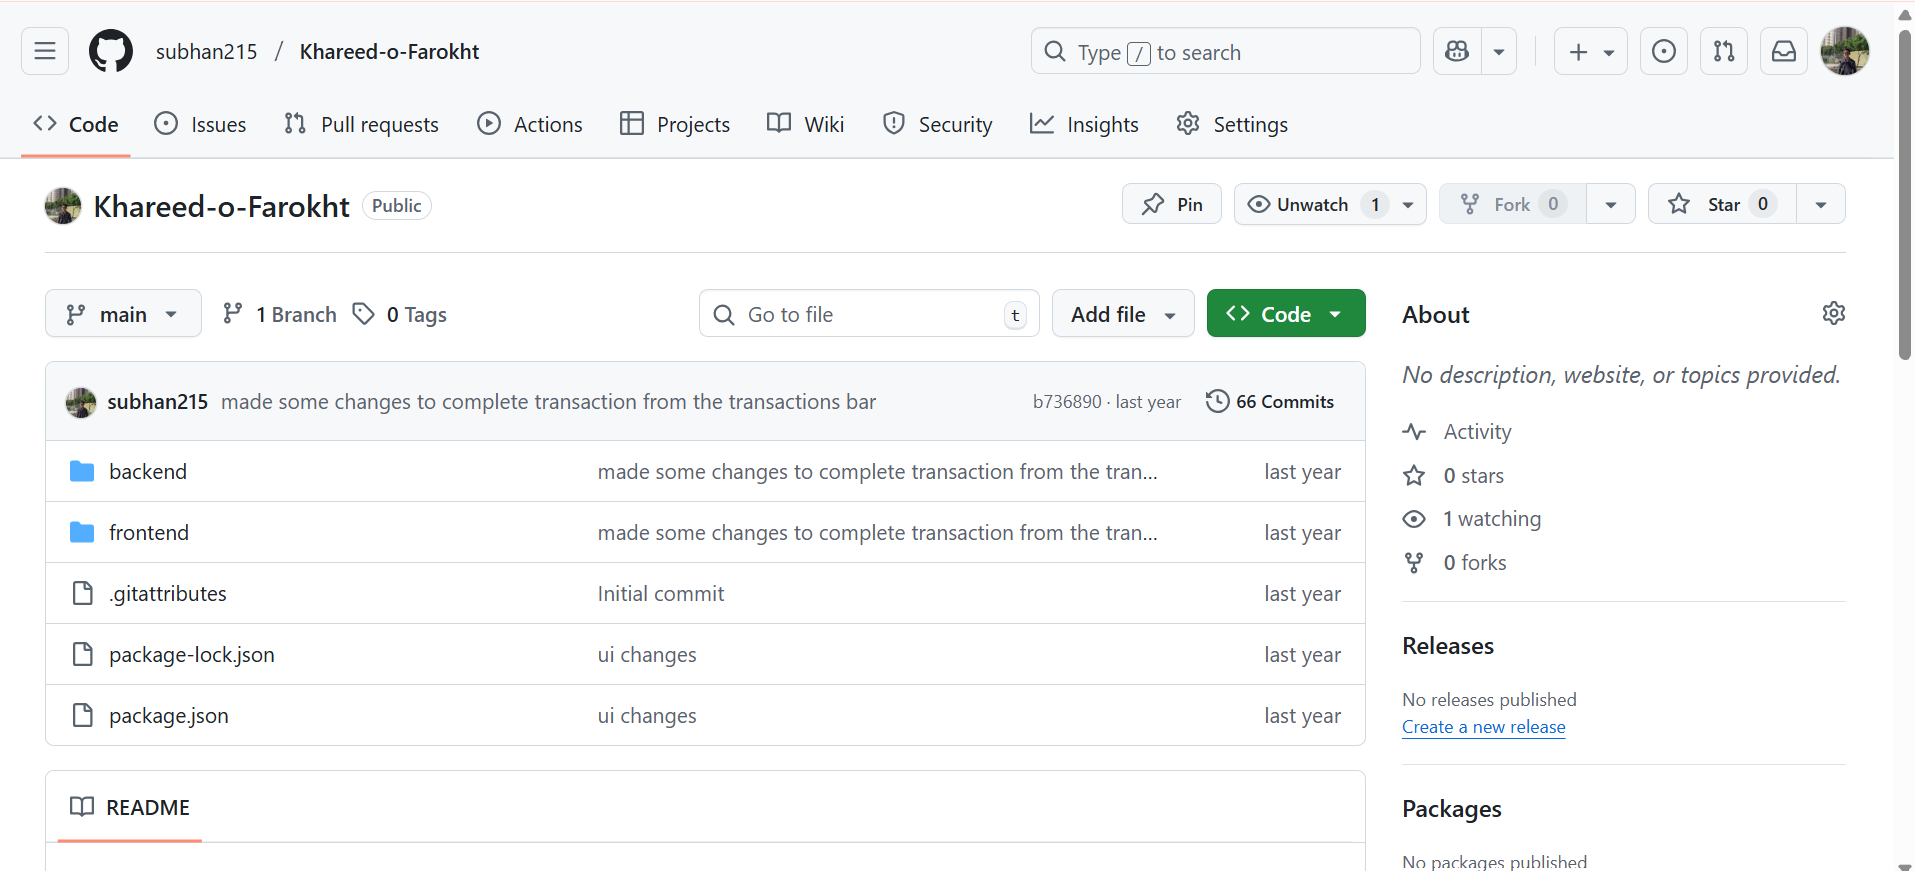 subhan215 / Khareed-o-Farokht
Type / to search
Code
Issues
Pull requests
Actions
Projects
Wiki
Security
Insights
Settings
Khareed-o-Farokht
Public
Pin
Unwatch 1
Fork 0
Star 0
main
1 Branch
0 Tags
Go to file
t
Add file
Code
subhan215 made some changes to complete transaction from the transactions bar
b736890 · last year
66 Commits
backend
made some changes to complete transaction from the tran...
last year
frontend
made some changes to complete transaction from the tran...
last year
.gitattributes
Initial commit
last year
package-lock.json
ui changes
last year
package.json
ui changes
last year
README
About
No description, website, or topics provided.
Activity
0 stars
1 watching
0 forks
Releases
No releases published
Create a new release
Packages
No packages published